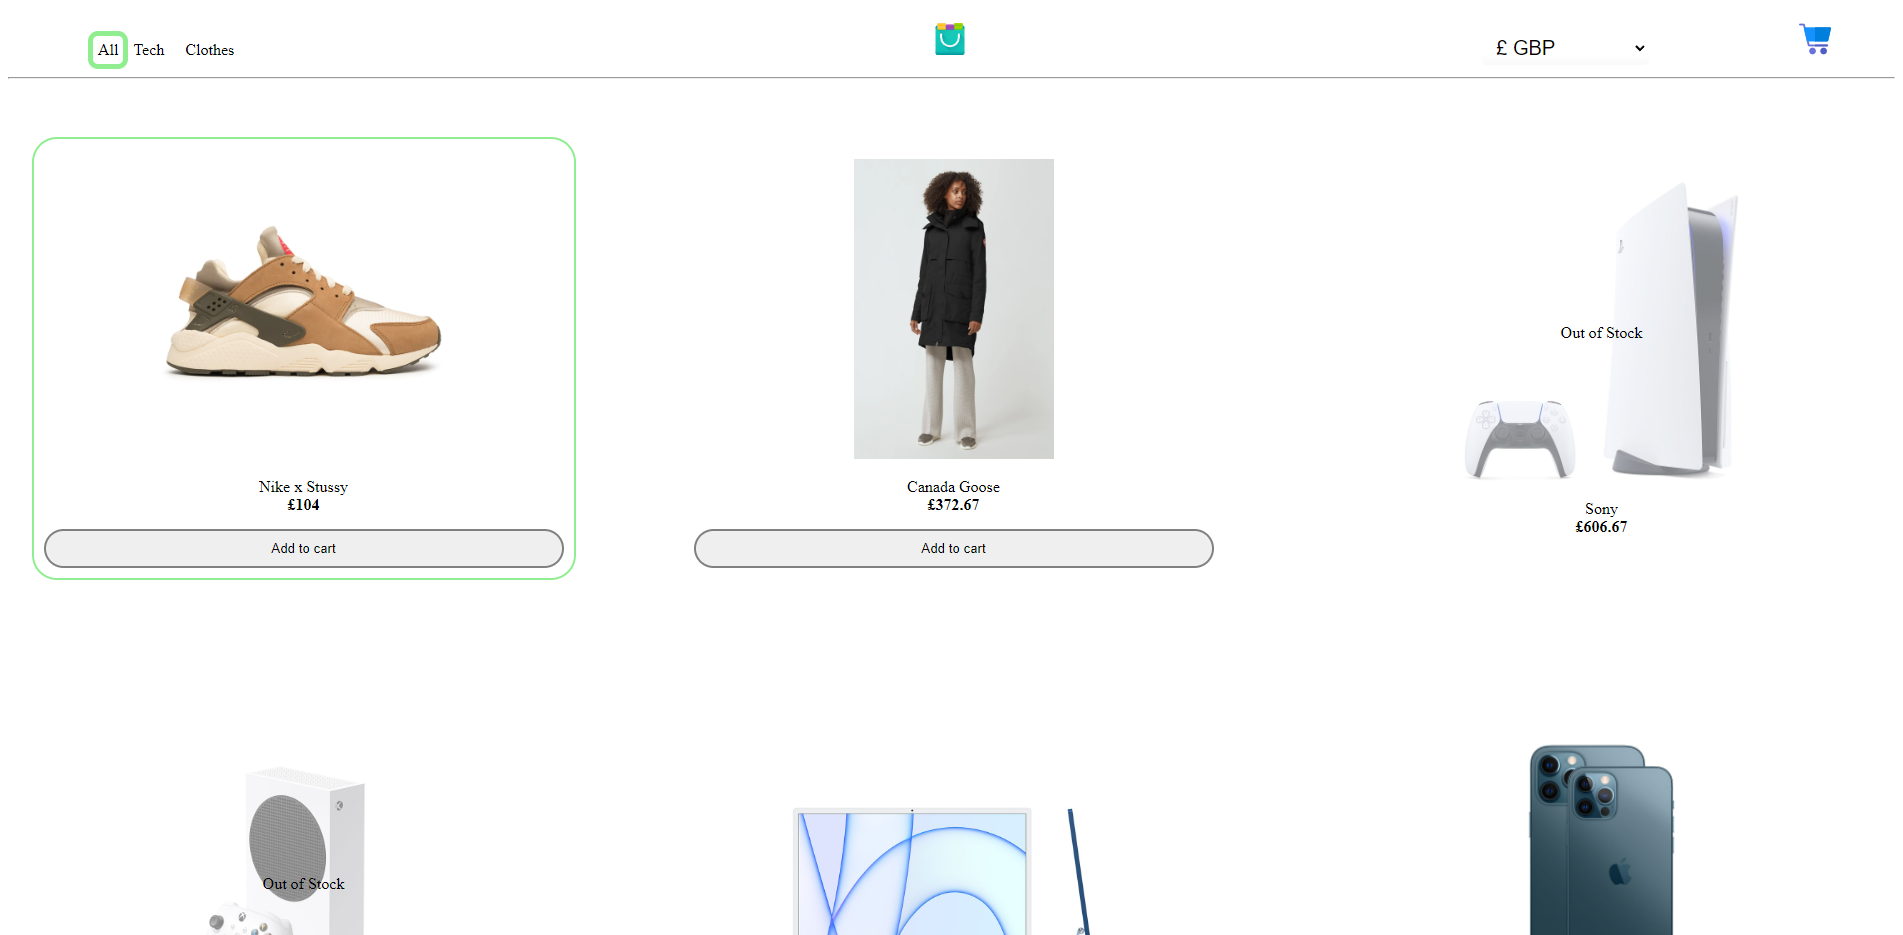 All Tech Clothes £ GBP
Out of Stock
Nike x Stussy
£104
Add to cart
Canada Goose
£372.67
Add to cart
Sony
£606.67
Out of Stock